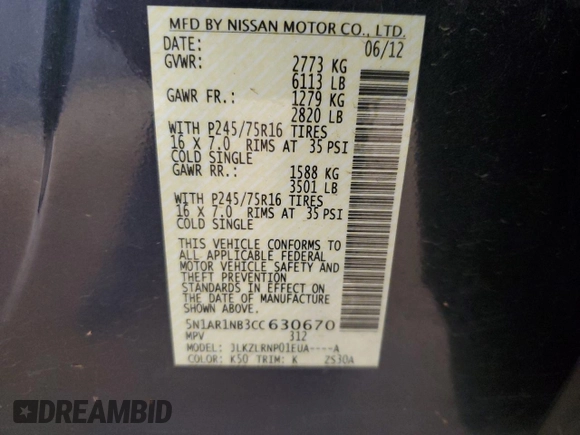 MFD BY NISSAN MOTOR CO., LTD.
DATE: 06/12
GVWR: 2773 KG
6113 LB
GAWR FR.: 1279 KG
2820 LB
WITH P245/75R16 TIRES
16 X 7.0 RIMS AT 35 PSI
COLD SINGLE
GAWR RR.: 1588 KG
3501 LB
WITH P245/75R16 TIRES
16 X 7.0 RIMS AT 35 PSI
COLD SINGLE
THIS VEHICLE CONFORMS TO
ALL APPLICABLE FEDERAL
MOTOR VEHICLE SAFETY AND
THEFT PREVENTION
STANDARDS IN EFFECT ON
THE DATE OF MANUFACTURE
SHOWN ABOVE.
5N1AR1NB3CC630670
MPV 312
MODEL: JLKZLRNP01EUA----A
COLOR: K50 TRIM: K ZS30A
© 2024 autobidmaster.com